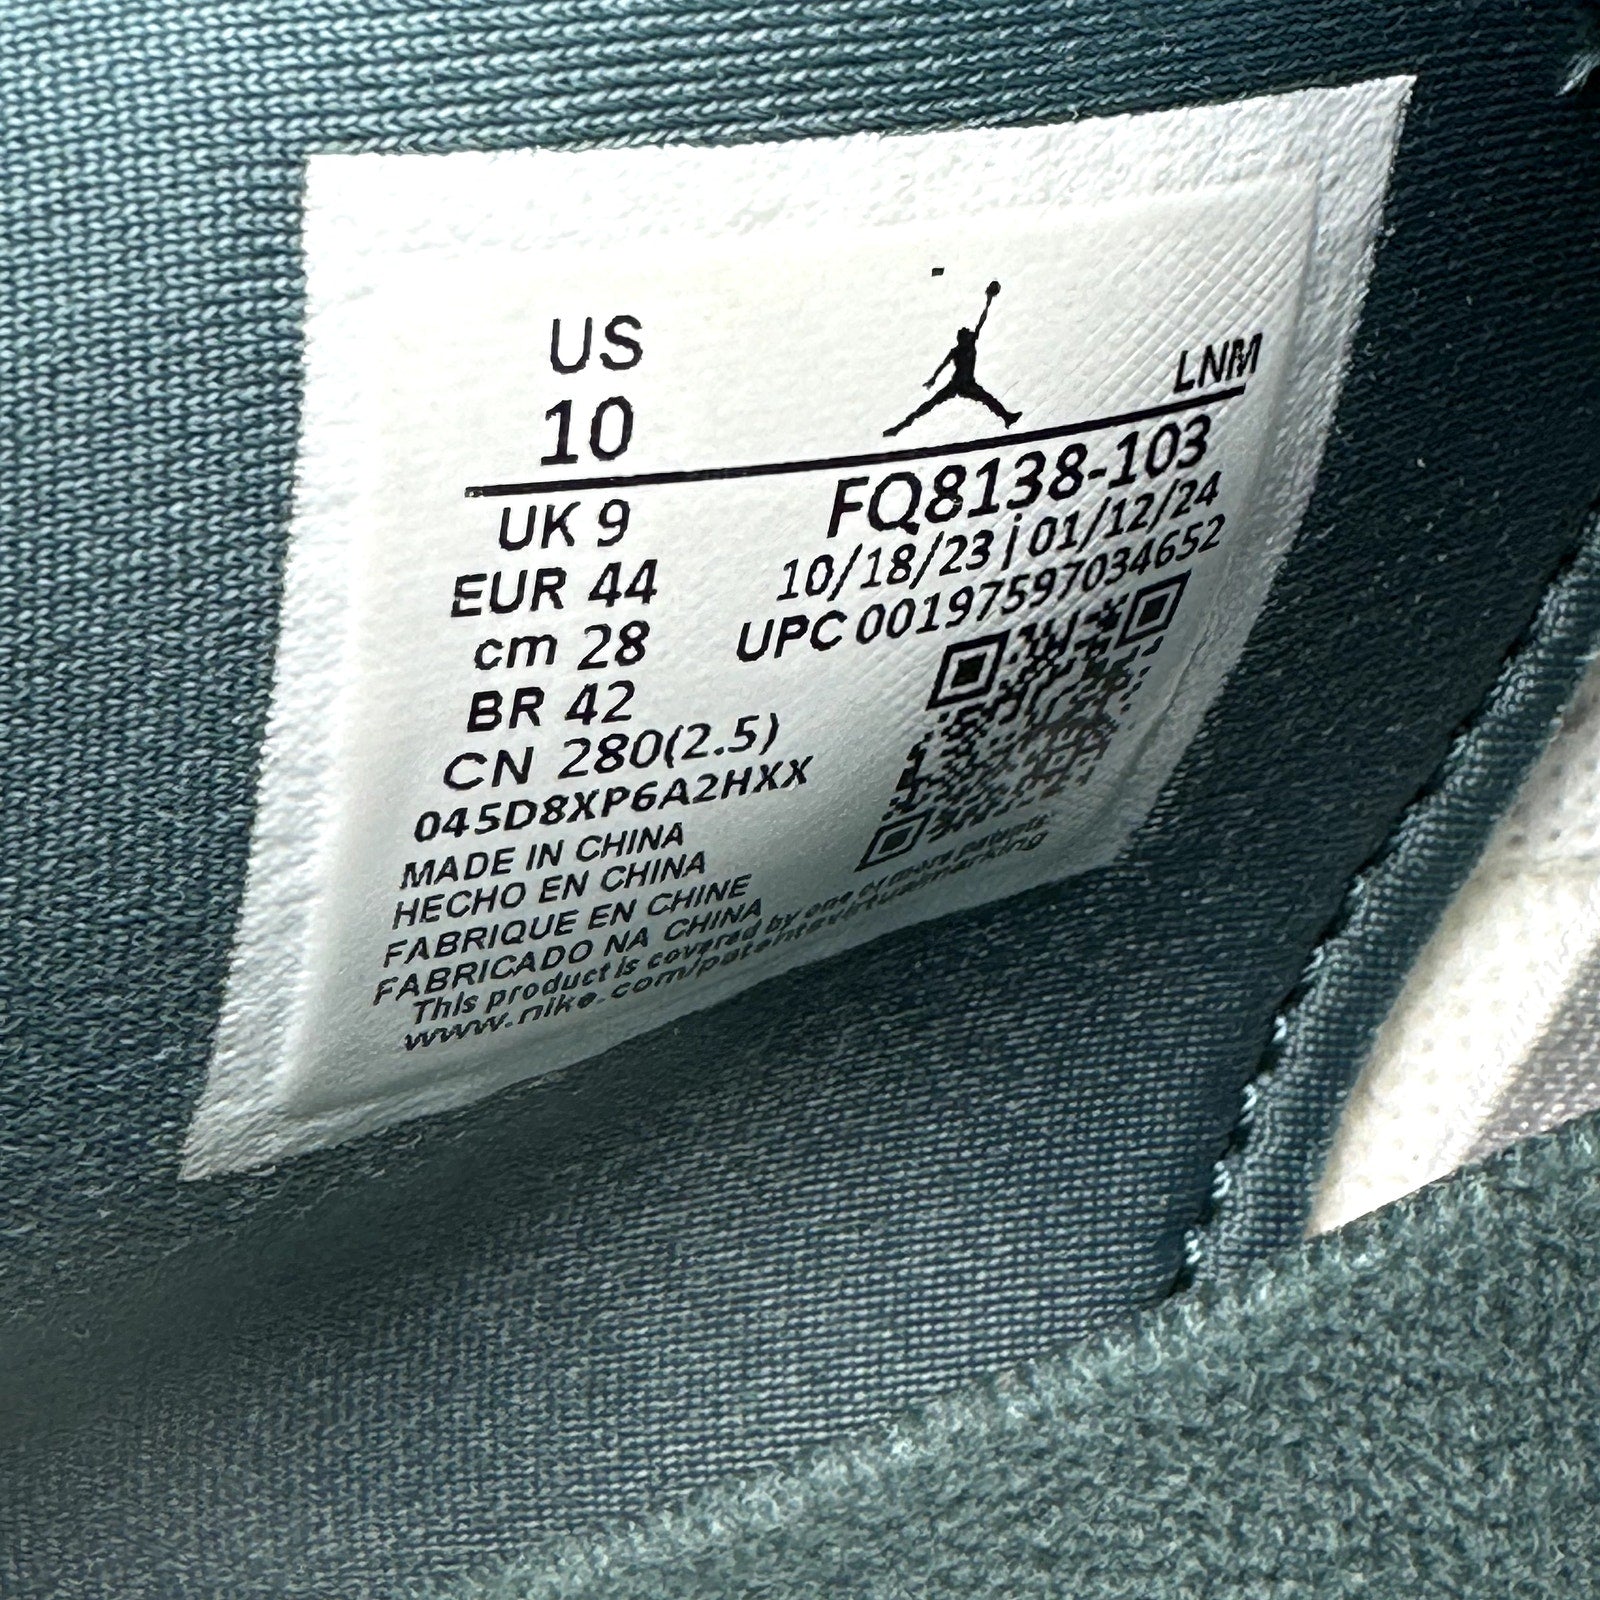 US
10
UK 9
EUR 44
cm 28
BR 42
CN 280(2.5)
045D8XP6A2HXX
MADE IN CHINA
HECHO EN CHINA
FABRIQUE EN CHINE
FABRICADO NA CHINA
This product is covered by one or more patents
www.nike.com/patentsvirtualmarking
LNM
FQ8138-103
10/18/23 | 01/12/24
UPC 00197597034652